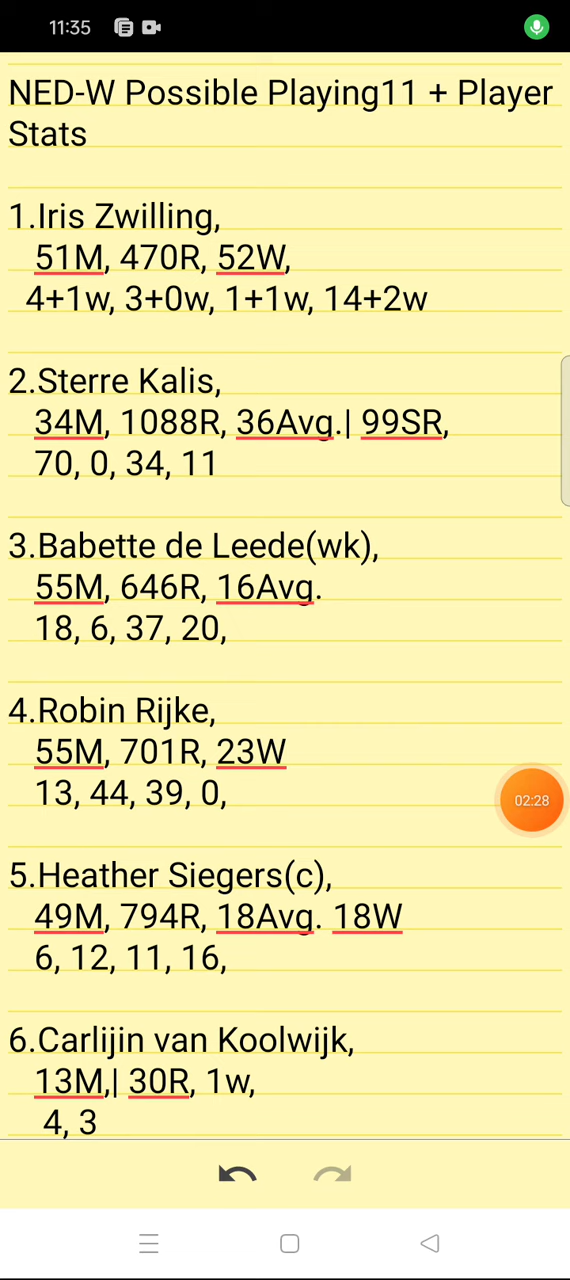 11:35
NED-W Possible Playing11 + Player
Stats
1.Iris Zwilling,
51M, 470R, 52W,
4+1w, 3+0w, 1+1w, 14+2w
2.Sterre Kalis,
34M, 1088R, 36Avg.| 99SR,
70, 0, 34, 11
3.Babette de Leede(wk),
55M, 646R, 16Avg.
18, 6, 37, 20,
4.Robin Rijke,
55M, 701R, 23W
13, 44, 39, 0,
02:28
5.Heather Siegers(c),
49M, 794R, 18Avg. 18W
6, 12, 11, 16,
6.Carlijin van Koolwijk,
13M,| 30R, 1w,
4, 3